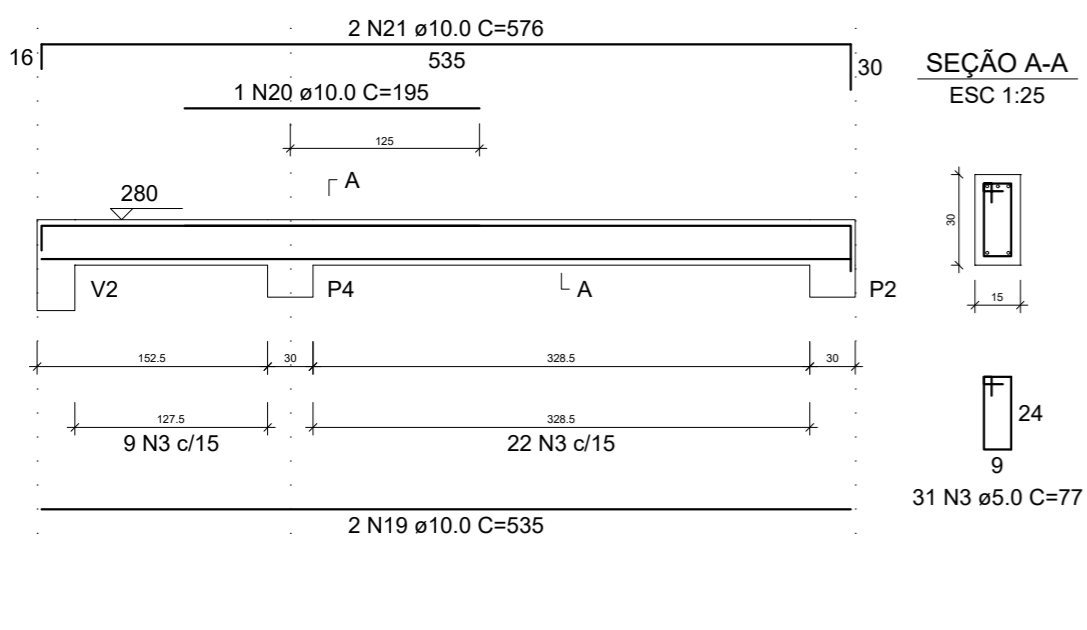 2 N21 ø10.0 C=576
16
535
30
SEÇÃO A-A
ESC 1:25
1 N20 ø10.0 C=195
125
A
280
30
V2
P4
A
P2
15
152.5
30
328.5
30
127.5
328.5
9 N3 c/15
22 N3 c/15
24
9
31 N3 ø5.0 C=77
2 N19 ø10.0 C=535